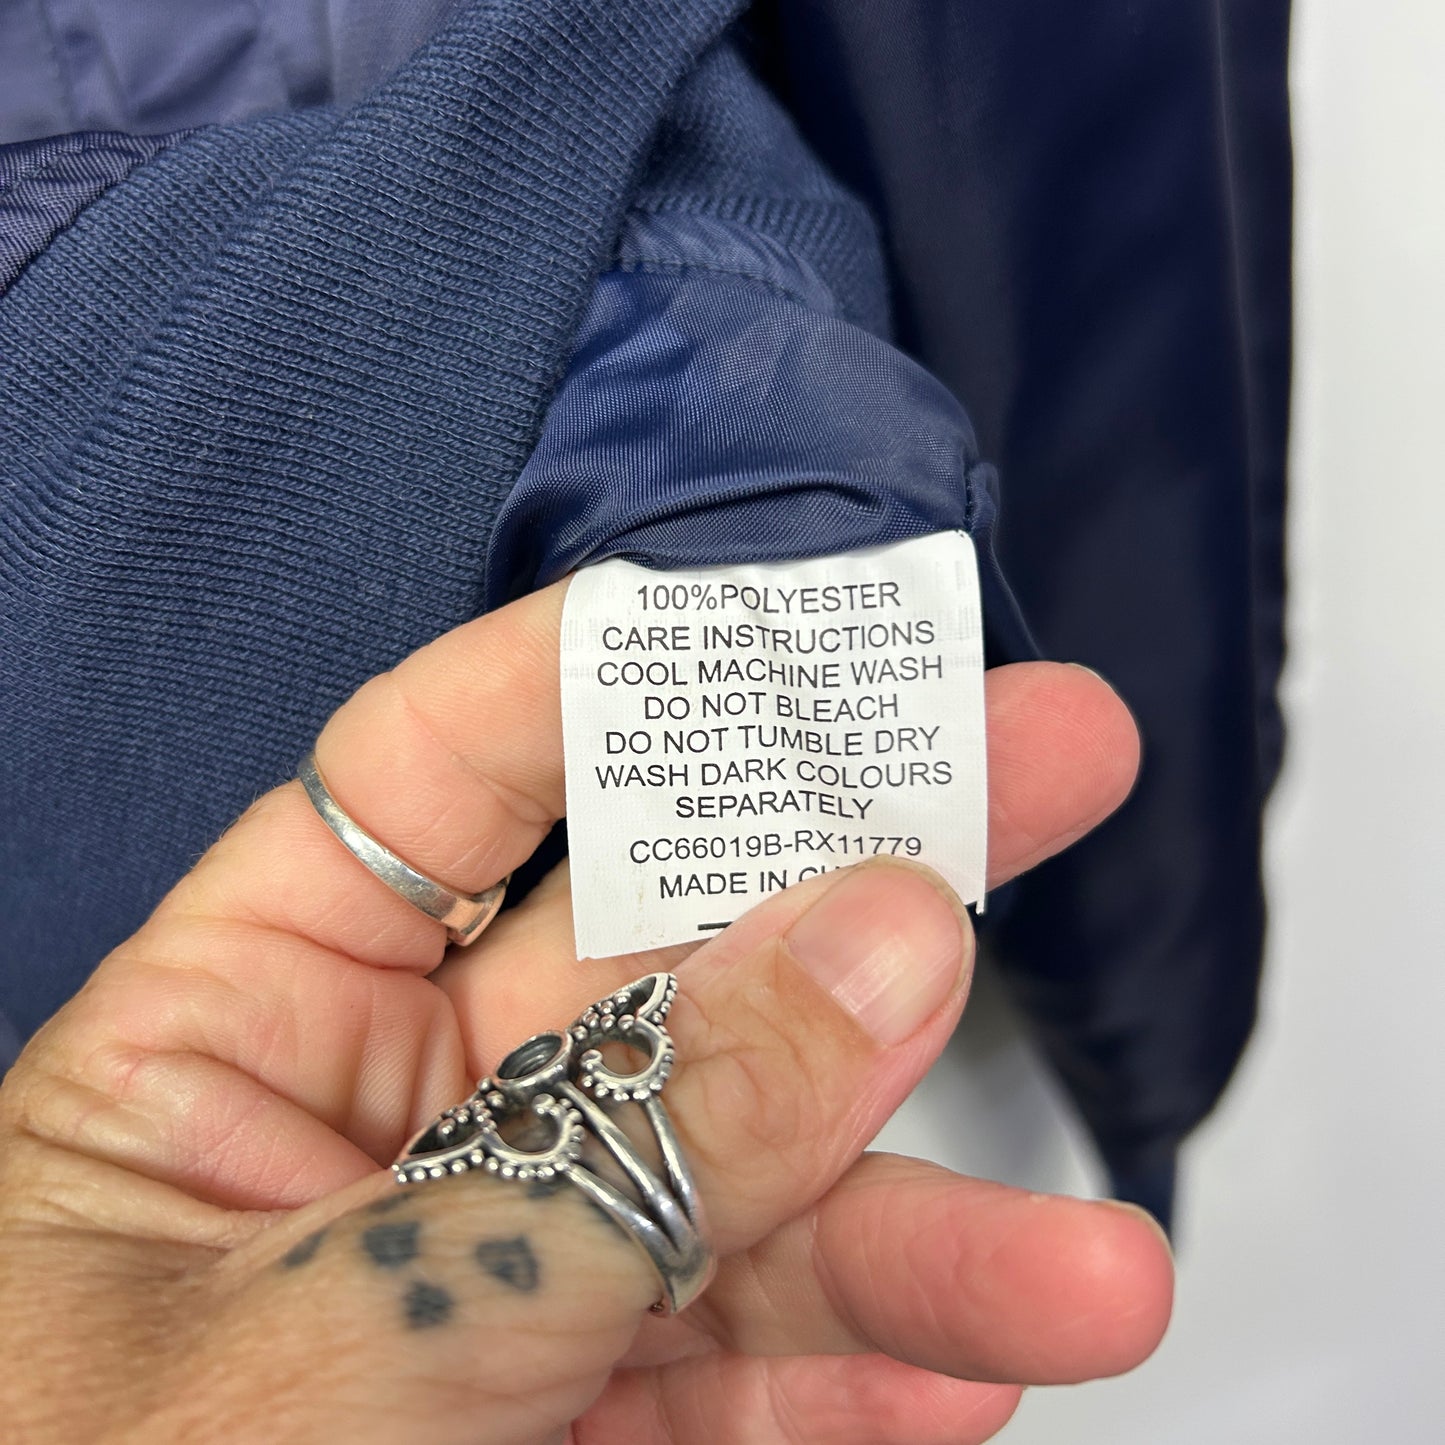 100%POLYESTER
CARE INSTRUCTIONS
COOL MACHINE WASH
DO NOT BLEACH
DO NOT TUMBLE DRY
WASH DARK COLOURS
SEPARATELY
CC66019B-RX11779
MADE IN